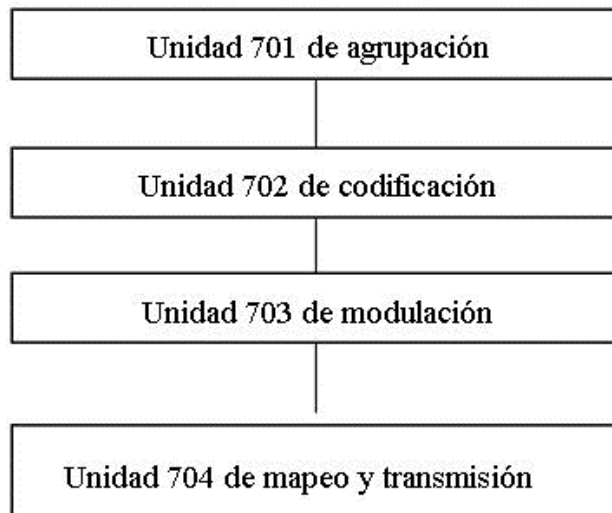 Unidad 701 de agrupación
Unidad 702 de codificación
Unidad 703 de modulación
Unidad 704 de mapeo y transmisión